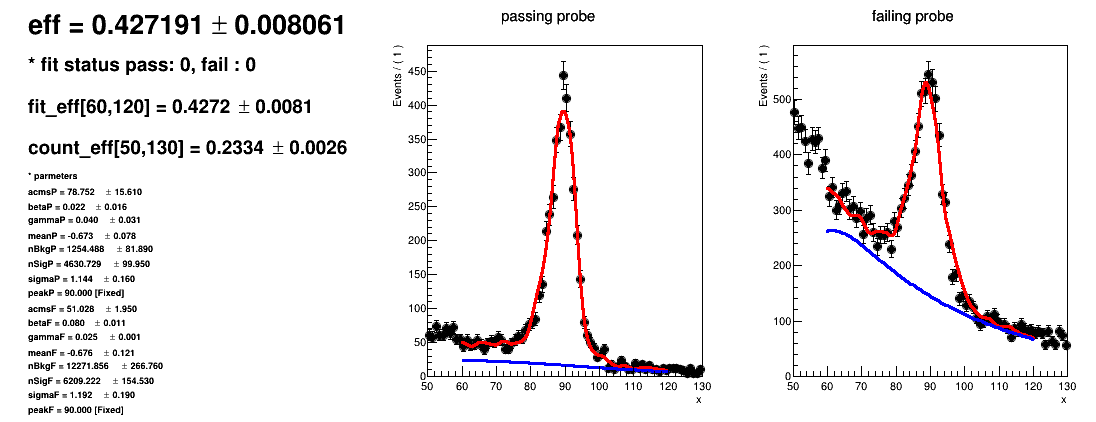 eff = 0.427191 ± 0.008061
* fit status pass: 0, fail : 0
fit_eff[60,120] = 0.4272 ± 0.0081
count_eff[50,130] = 0.2334 ± 0.0026
* parmeters
acmsP = 78.752 ± 15.610
betaP = 0.022 ± 0.016
gammaP = 0.040 ± 0.031
meanP = -0.673 ± 0.078
nBkgP = 1254.488 ± 81.890
nSigP = 4630.729 ± 99.950
sigmaP = 1.144 ± 0.160
peakP = 90.000 [Fixed]
acmsF = 51.028 ± 1.950
betaF = 0.080 ± 0.011
gammaF = 0.025 ± 0.001
meanF = -0.676 ± 0.121
nBkgF = 12271.856 ± 266.760
nSigF = 6209.222 ± 154.530
sigmaF = 1.192 ± 0.190
peakF = 90.000 [Fixed]
passing probe
Events / ( 1 )
450
400
350
300
250
200
150
100
50
0
50 60 70 80 90 100 110 120 130
x
failing probe
Events / ( 1 )
500
400
300
200
100
0
50 60 70 80 90 100 110 120 130
x